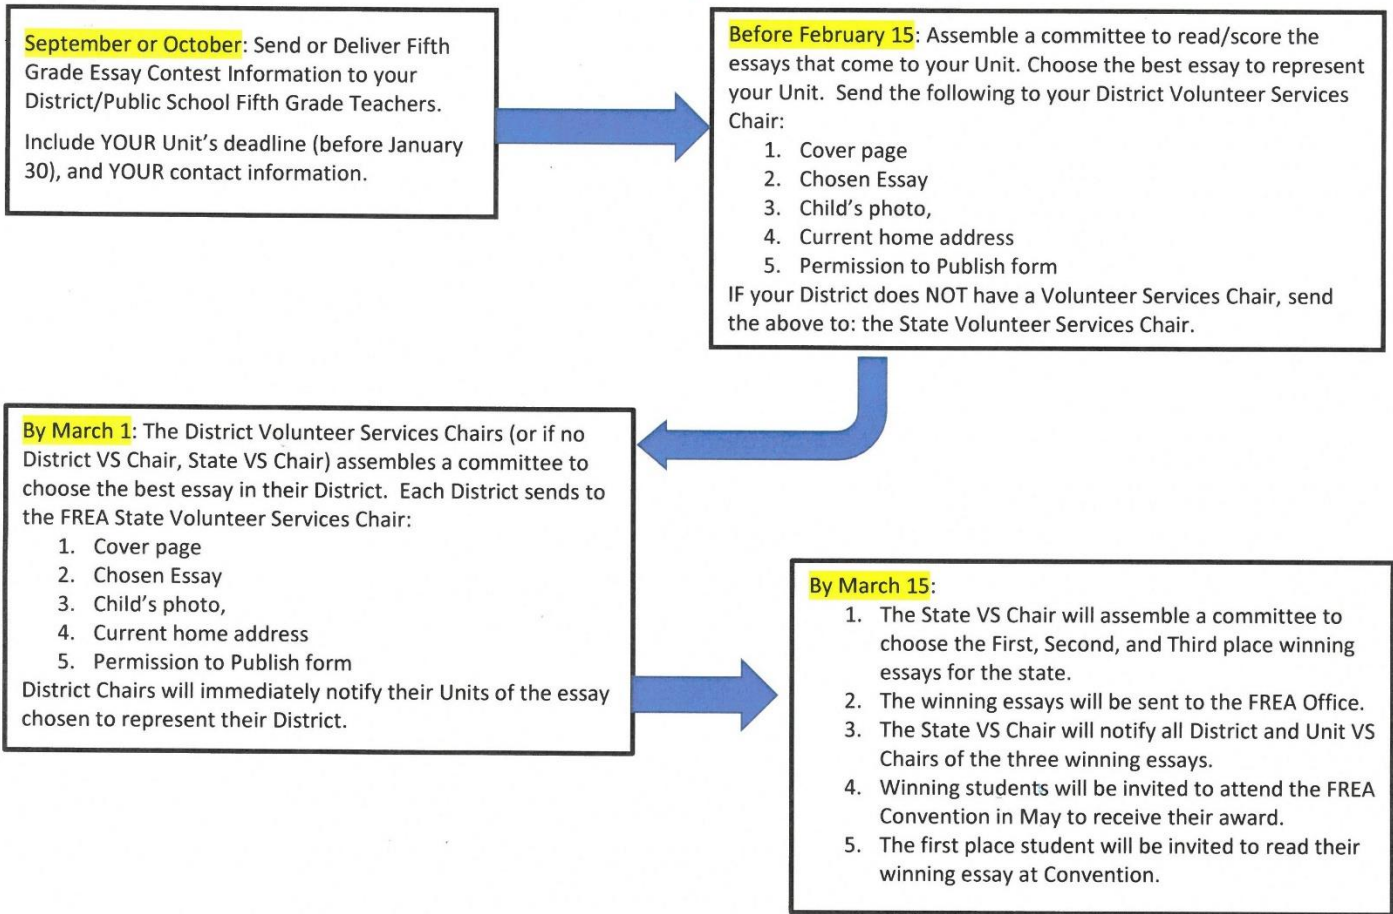 September or October: Send or Deliver Fifth
Grade Essay Contest Information to your
District/Public School Fifth Grade Teachers.
Include YOUR Unit's deadline (before January
30), and YOUR contact information.
Before February 15: Assemble a committee to read/score the
essays that come to your Unit. Choose the best essay to represent
your Unit.  Send the following to your District Volunteer Services
Chair:
1. Cover page
2. Chosen Essay
3. Child's photo,
4. Current home address
5. Permission to Publish form
IF your District does NOT have a Volunteer Services Chair, send
the above to: the State Volunteer Services Chair.
By March 1: The District Volunteer Services Chairs (or if no
District VS Chair, State VS Chair) assembles a committee to
choose the best essay in their District.  Each District sends to
the FREA State Volunteer Services Chair:
1. Cover page
2. Chosen Essay
3. Child's photo,
4. Current home address
5. Permission to Publish form
District Chairs will immediately notify their Units of the essay
chosen to represent their District.
By March 15:
1. The State VS Chair will assemble a committee to
choose the First, Second, and Third place winning
essays for the state.
2. The winning essays will be sent to the FREA Office.
3. The State VS Chair will notify all District and Unit VS
Chairs of the three winning essays.
4. Winning students will be invited to attend the FREA
Convention in May to receive their award.
5. The first place student will be invited to read their
winning essay at Convention.